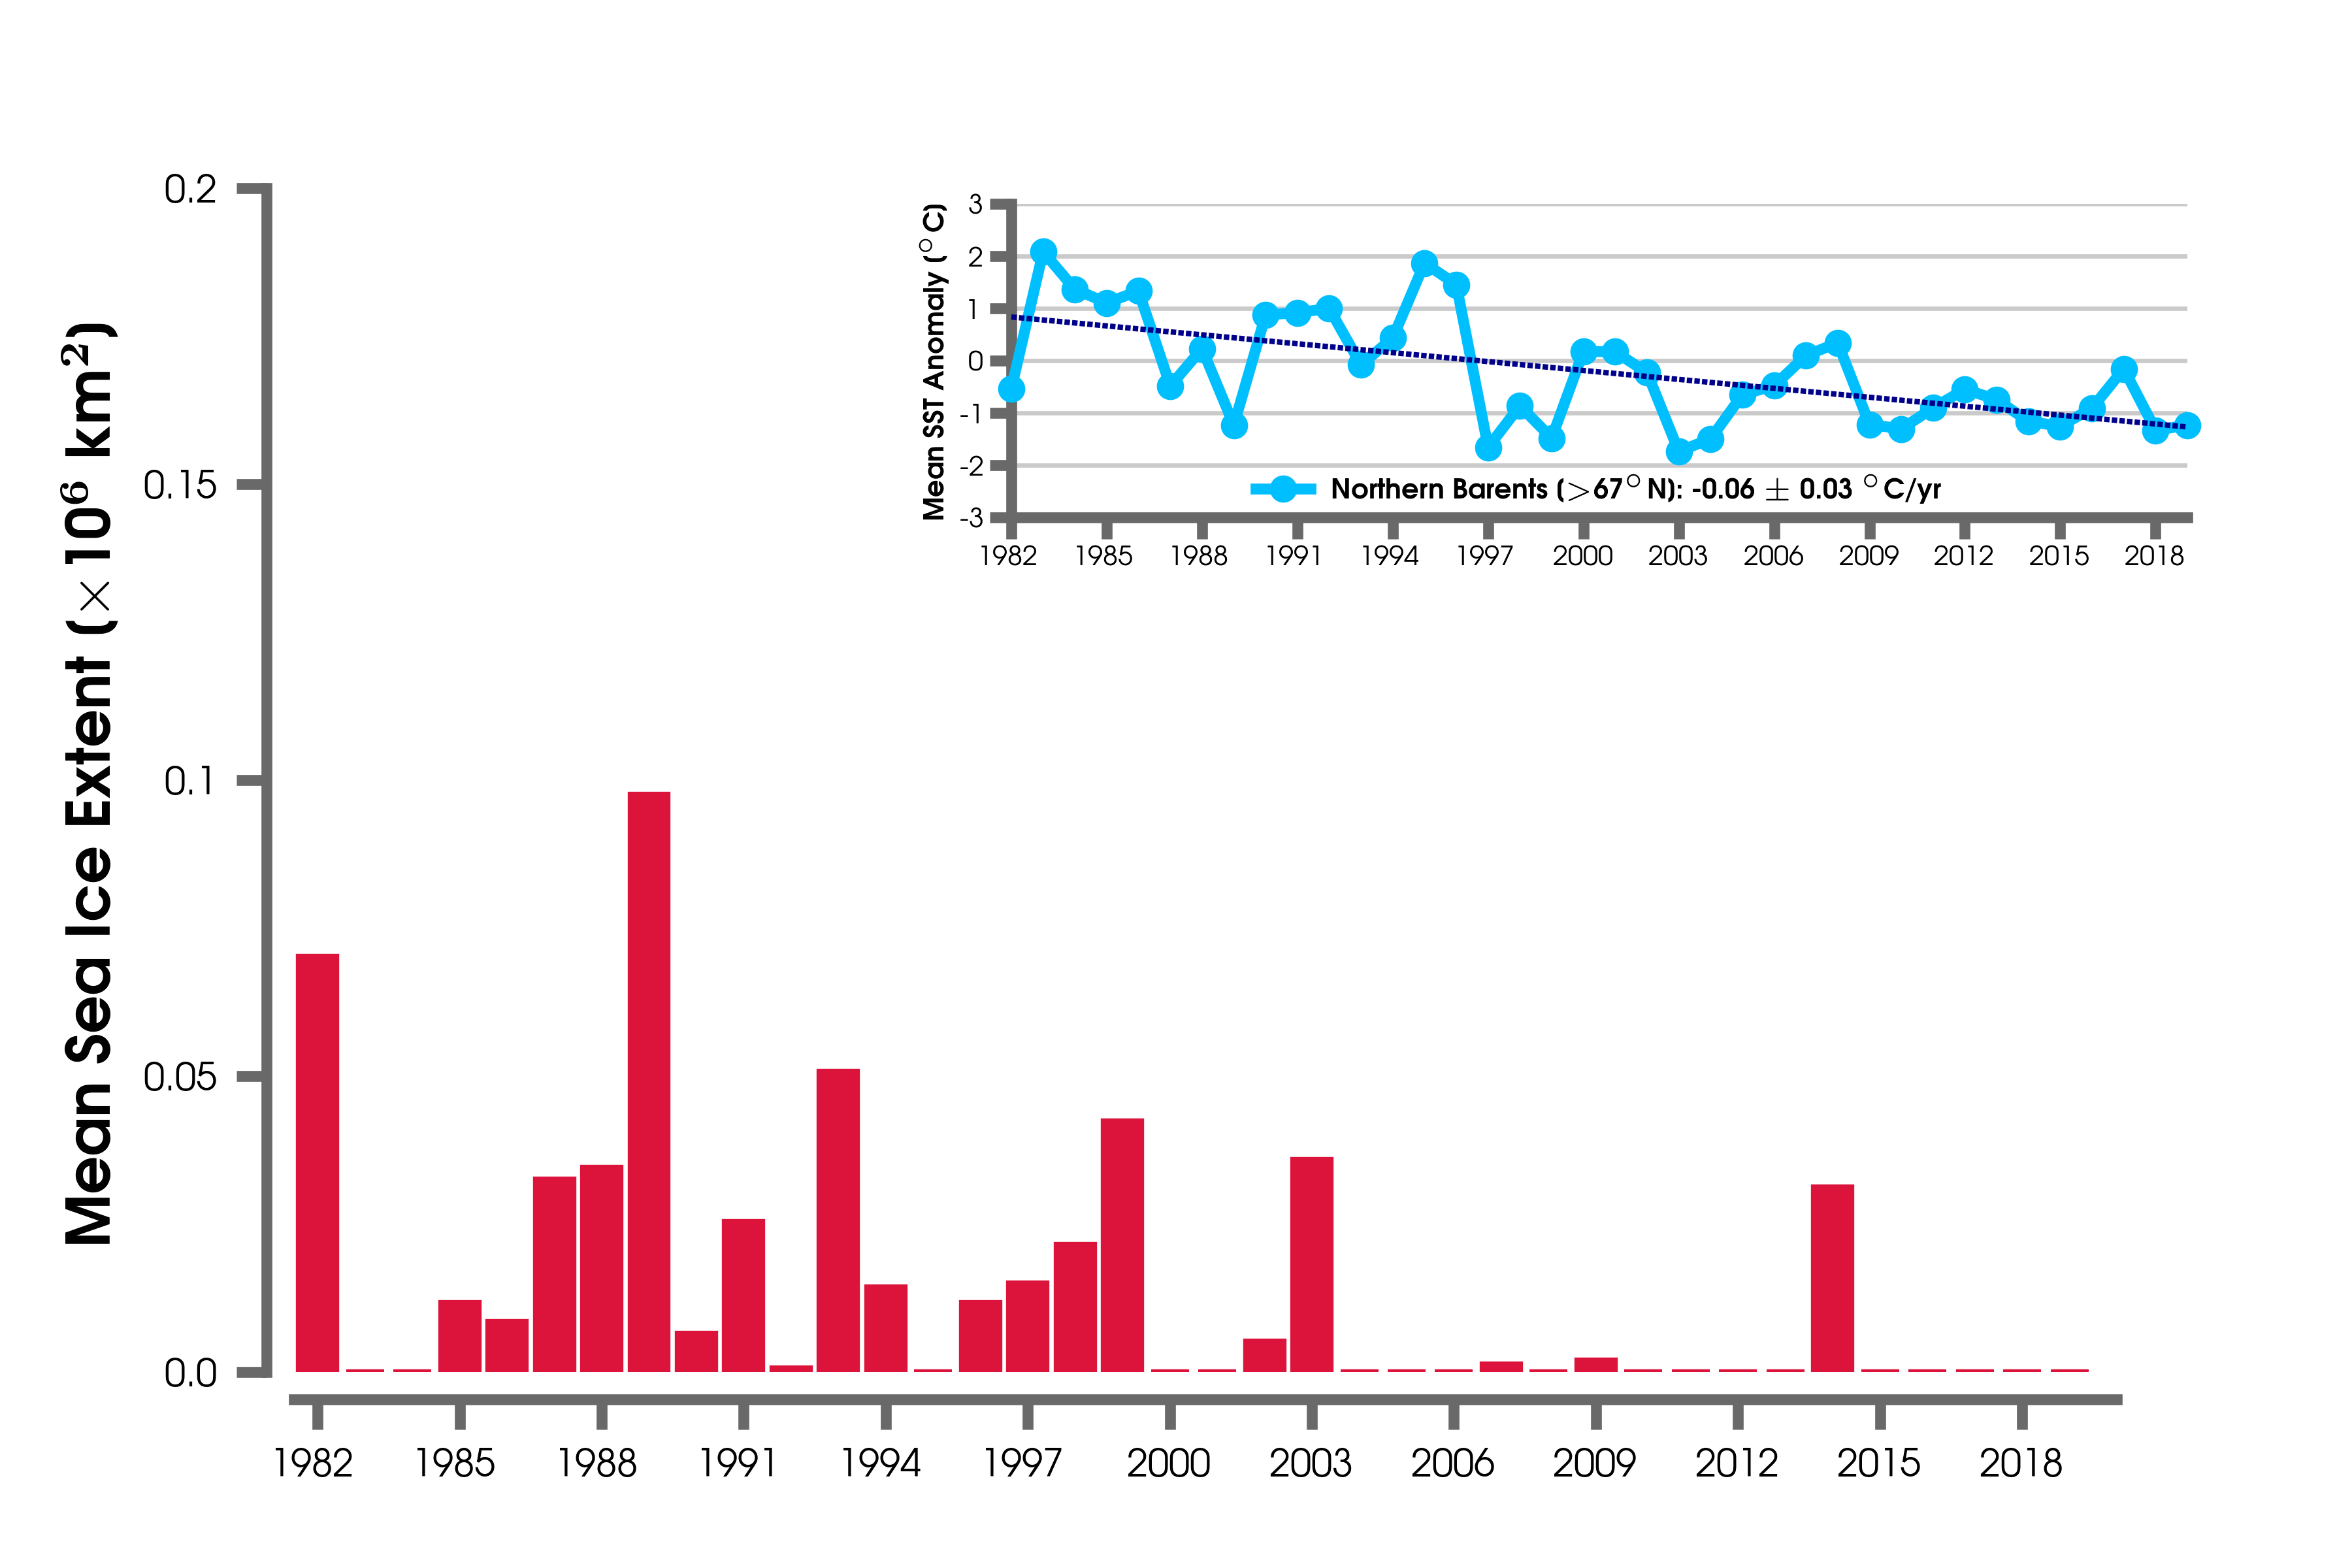 Mean Sea Ice Extent (×10⁶ km²)
0.2
0.15
0.1
0.05
0.0
1982 1985 1988 1991 1994 1997 2000 2003 2006 2009 2012 2015 2018
Mean SST Anomaly (°C)
3
2
1
0
-1
-2
-3
Northern Barents (>67°N): -0.06 ± 0.03 °C/yr
1982 1985 1988 1991 1994 1997 2000 2003 2006 2009 2012 2015 2018